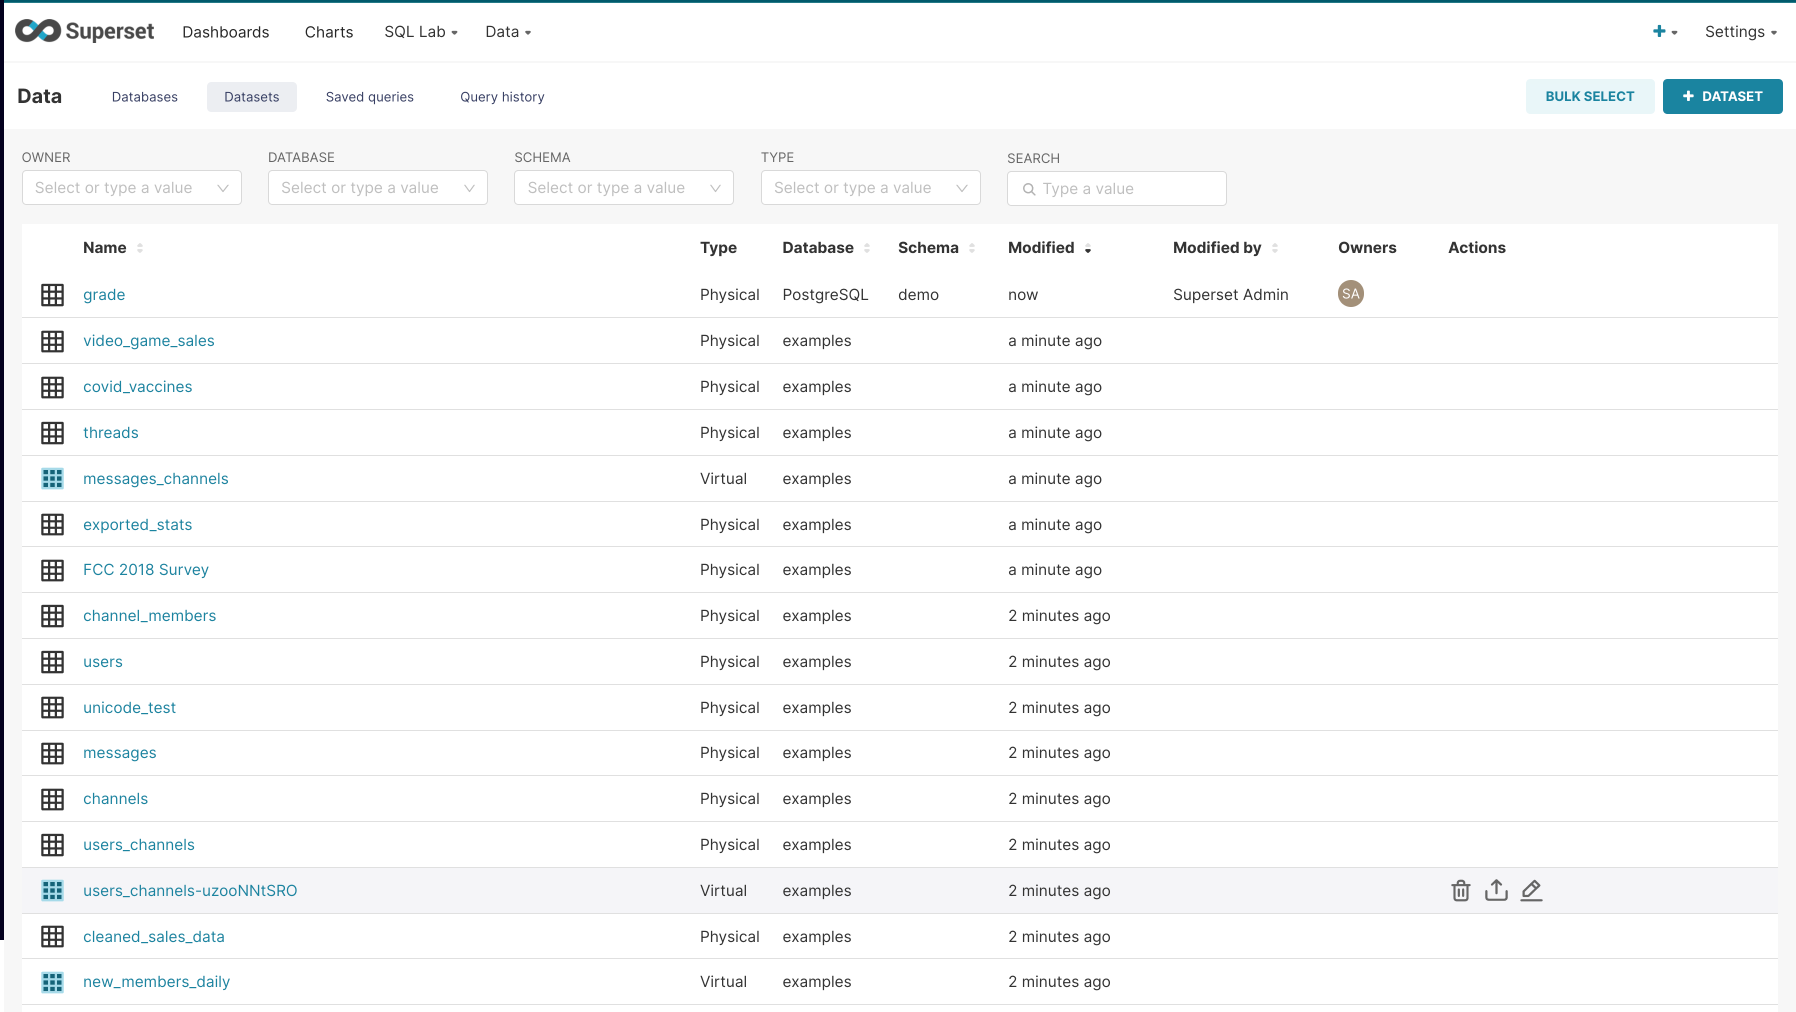 Superset Dashboards Charts SQL Lab Data Settings
Data Databases Datasets Saved queries Query history BULK SELECT + DATASET
OWNER DATABASE SCHEMA TYPE SEARCH
Select or type a value Select or type a value Select or type a value Select or type a value Type a value
Name Type Database Schema Modified Modified by Owners Actions
grade Physical PostgreSQL demo now Superset Admin SA
video_game_sales Physical examples a minute ago
covid_vaccines Physical examples a minute ago
threads Physical examples a minute ago
messages_channels Virtual examples a minute ago
exported_stats Physical examples a minute ago
FCC 2018 Survey Physical examples a minute ago
channel_members Physical examples 2 minutes ago
users Physical examples 2 minutes ago
unicode_test Physical examples 2 minutes ago
messages Physical examples 2 minutes ago
channels Physical examples 2 minutes ago
users_channels Physical examples 2 minutes ago
users_channels-uzooNNtSRO Virtual examples 2 minutes ago
cleaned_sales_data Physical examples 2 minutes ago
new_members_daily Virtual examples 2 minutes ago